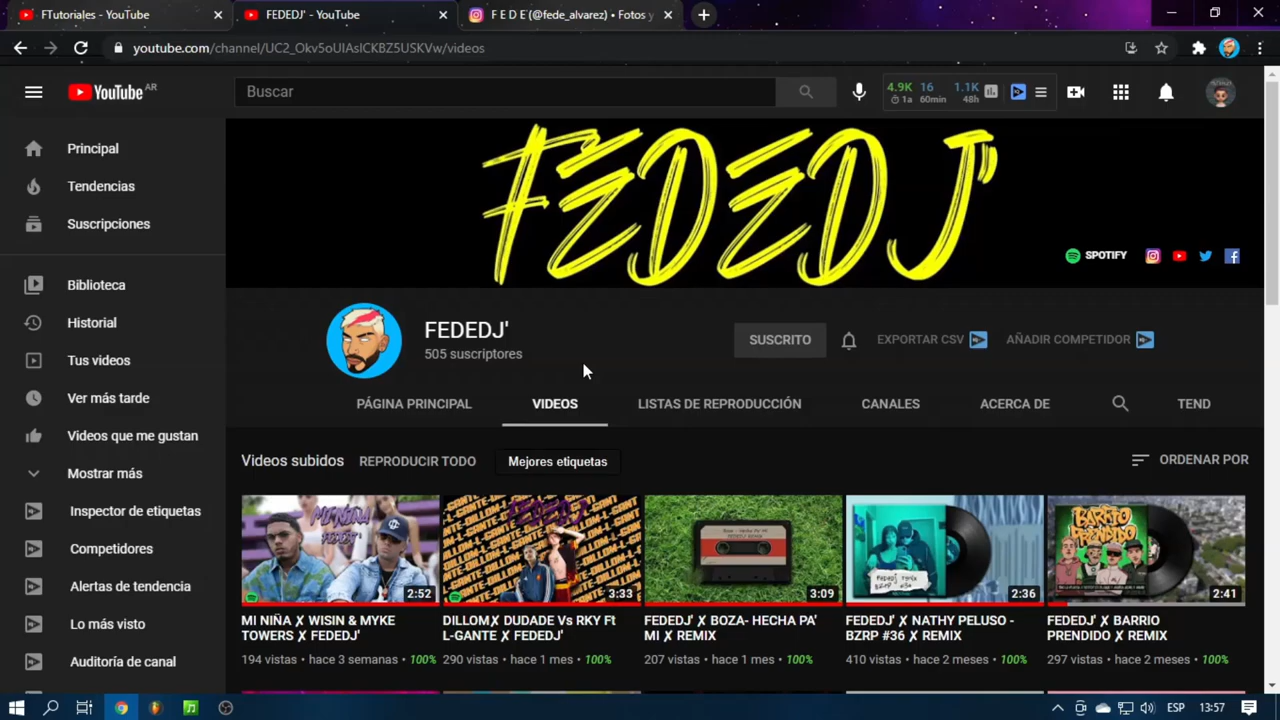 FTutoriales - YouTube
FEDEDJ' - YouTube
F E D E (@fede_alvarez) • Fotos y
youtube.com/channel/UC2_Okv5oUIAsICKBZ5USKVw/videos
YouTube AR
Buscar
4.9K 16 1.1K
1a 60min 48h
Principal
Tendencias
Suscripciones
Biblioteca
Historial
Tus videos
Ver más tarde
Videos que me gustan
Mostrar más
Inspector de etiquetas
Competidores
Alertas de tendencia
Lo más visto
Auditoría de canal
FEDEDJ'
SPOTIFY
FEDEDJ'
505 suscriptores
SUSCRITO
EXPORTAR CSV
AÑADIR COMPETIDOR
PÁGINA PRINCIPAL
VIDEOS
LISTAS DE REPRODUCCIÓN
CANALES
ACERCA DE
TEND
Videos subidos
REPRODUCIR TODO
Mejores etiquetas
ORDENAR POR
2:52
3:33
3:09
2:36
2:41
MI NIÑA ✗ WISIN & MYKE
TOWERS ✗ FEDEDJ'
194 vistas • hace 3 semanas • 100%
DILLOM✗ DUDADE Vs RKY Ft
L-GANTE ✗ FEDEDJ'
290 vistas • hace 1 mes • 100%
FEDEDJ' ✗ BOZA- HECHA PA'
MI ✗ REMIX
207 vistas • hace 1 mes • 100%
FEDEDJ' ✗ NATHY PELUSO -
BZRP #36 ✗ REMIX
410 vistas • hace 2 meses • 100%
FEDEDJ' ✗ BARRIO
PRENDIDO ✗ REMIX
297 vistas • hace 2 meses • 100%
BARRIO
PRENDIDO
ESP
13:57